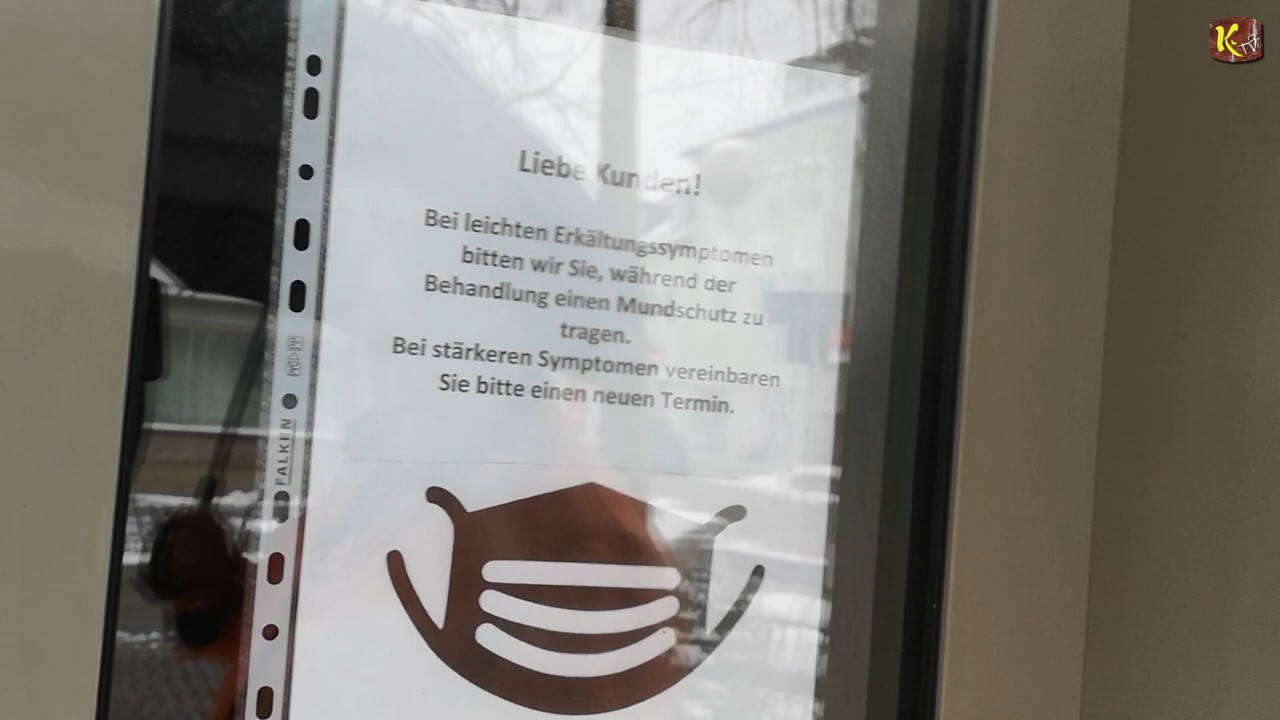 Liebe Kunden!
Bei leichten Erkältungssymptomen
bitten wir Sie, während der
Behandlung einen Mundschutz zu
tragen.
Bei stärkeren Symptomen vereinbaren
Sie bitte einen neuen Termin.
FALKEN
K